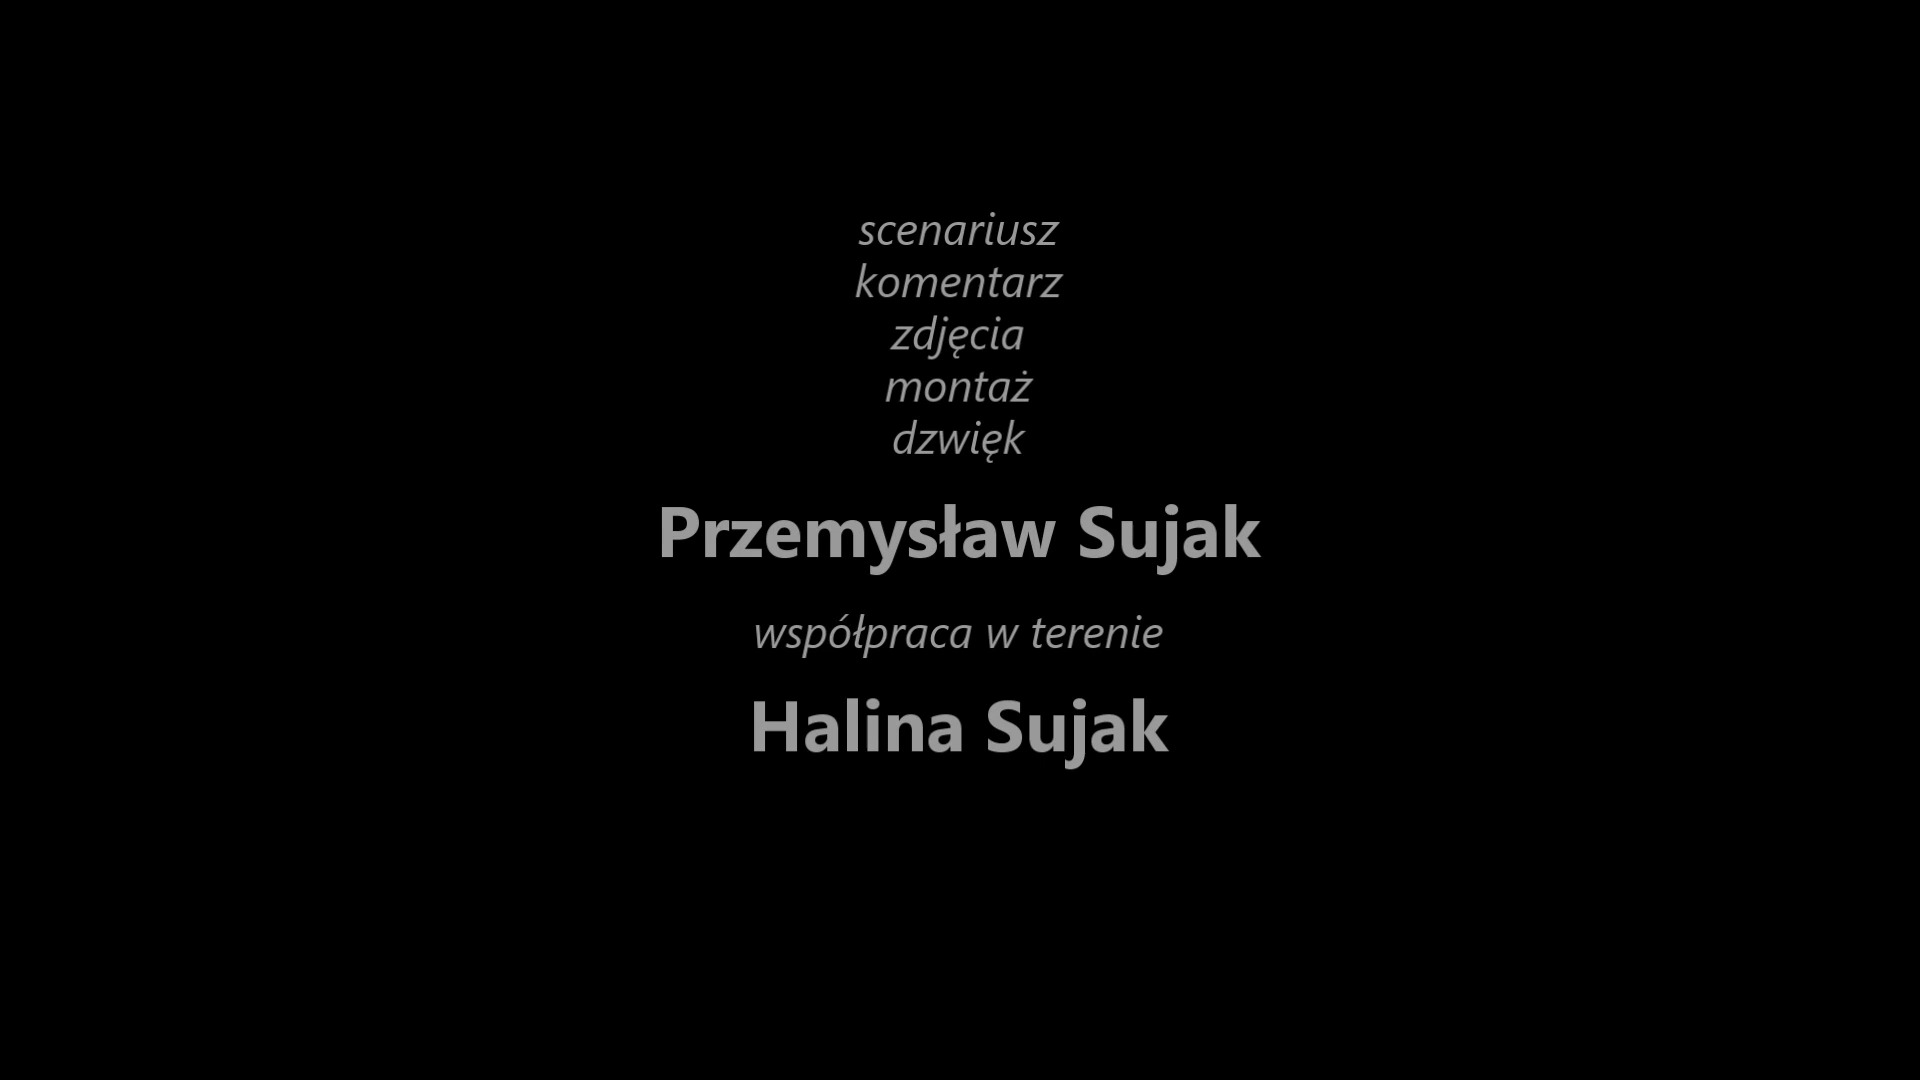 scenariusz
komentarz
zdjęcia
montaż
dzwięk
Przemysław Sujak
współpraca w terenie
Halina Sujak